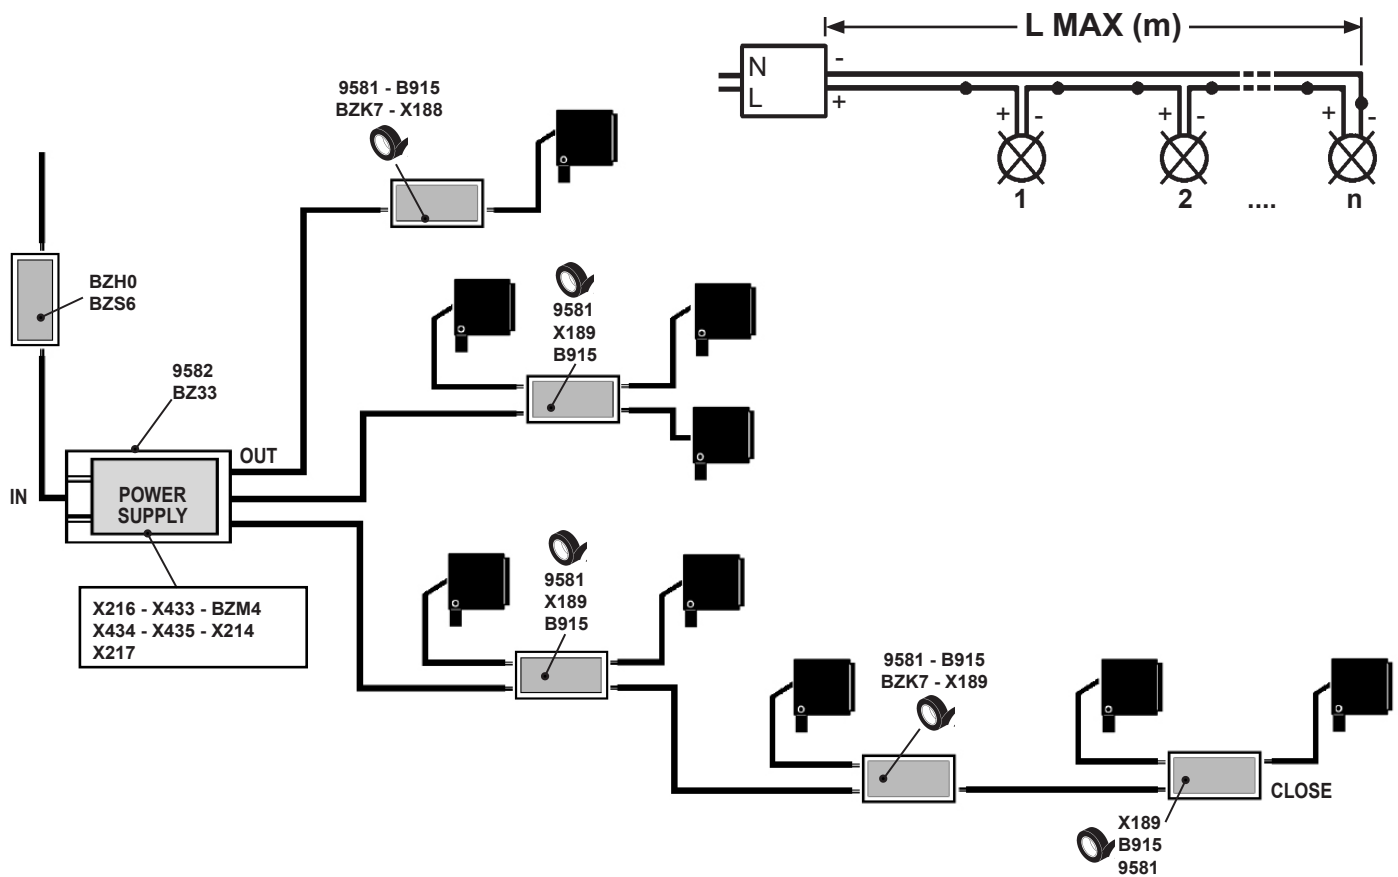 L MAX (m)
N
L
-
+
+ -
+ -
+ -
1
2
....
n
9581 - B915
BZK7 - X188
BZH0
BZS6
9581
X189
B915
9582
BZ33
OUT
IN
POWER
SUPPLY
X216 - X433 - BZM4
X434 - X435 - X214
X217
9581
X189
B915
9581 - B915
BZK7 - X189
CLOSE
X189
B915
9581